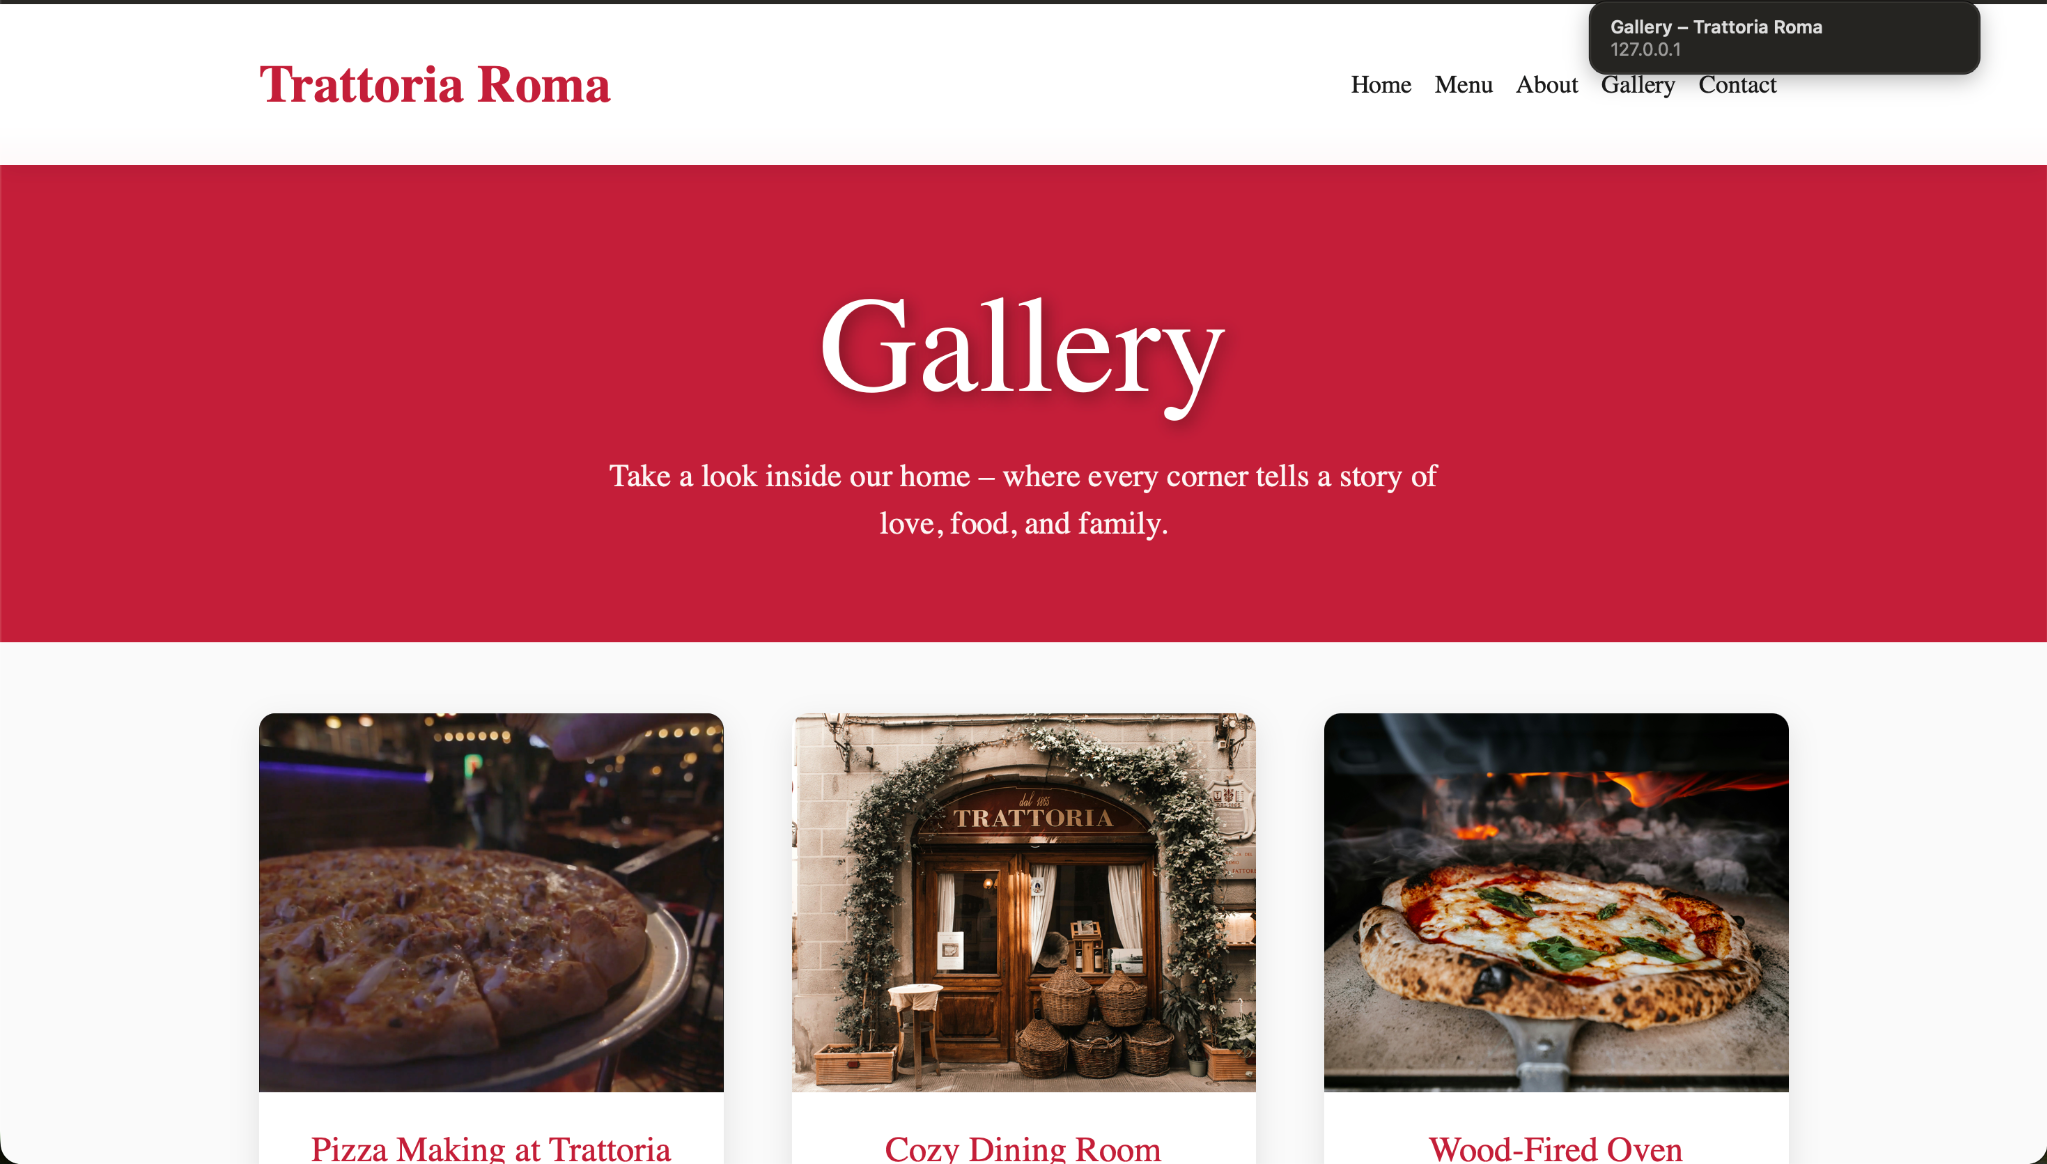 Gallery – Trattoria Roma
127.0.0.1
Trattoria Roma
Home Menu About Gallery Contact
Gallery
Take a look inside our home – where every corner tells a story of
love, food, and family.
dal 1885
TRATTORIA
Pizza Making at Trattoria
Cozy Dining Room
Wood-Fired Oven